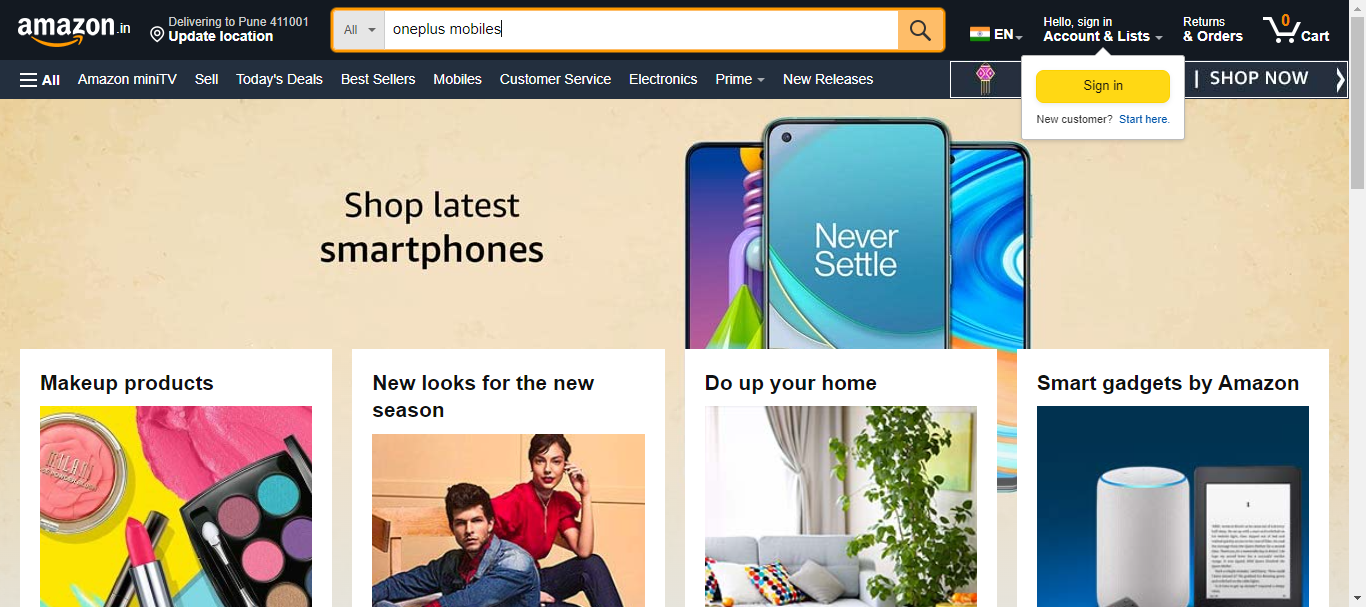 amazon.in
Delivering to Pune 411001
Update location
All
oneplus mobiles
EN
Hello, sign in
Account & Lists
Returns
& Orders
0
Cart
All
Amazon miniTV
Sell
Today's Deals
Best Sellers
Mobiles
Customer Service
Electronics
Prime
New Releases
| SHOP NOW
Sign in
New customer? Start here.
Shop latest
smartphones
Never
Settle
Makeup products
New looks for the new
season
Do up your home
Smart gadgets by Amazon
MILANI